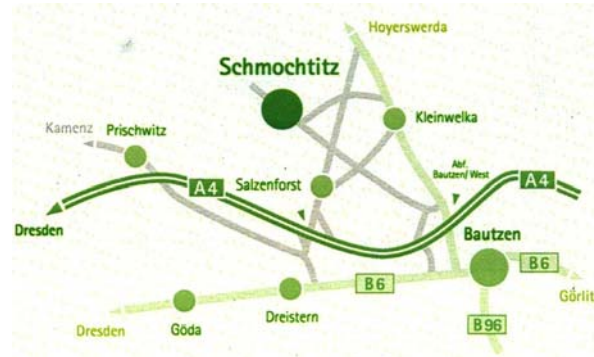 Hoyerswerda
Schmochtitz
Kamenz
Prischwitz
Kleinwelka
Abf.
Bautzen/West
A4
Salzenforst
A4
Dresden
Bautzen
B6
B6
Görlit
Dreistern
Göda
Dresden
B96